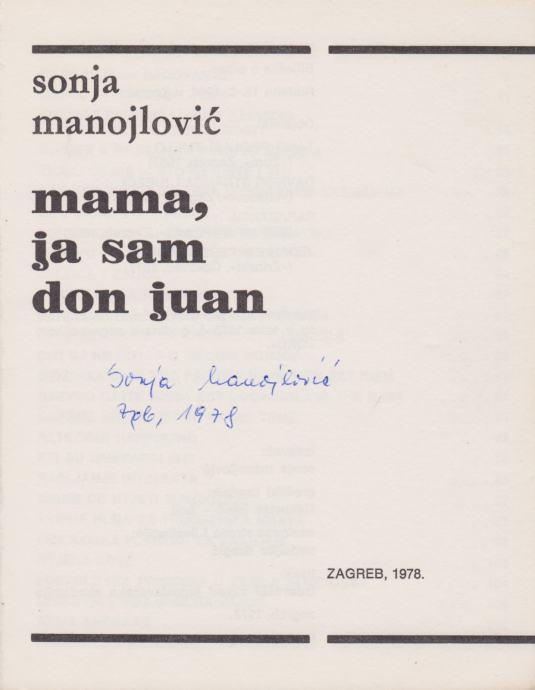 sonja
manojlović
mama,
ja sam
don juan
Sonja Manojlović
Zgb, 1978
ZAGREB, 1978.